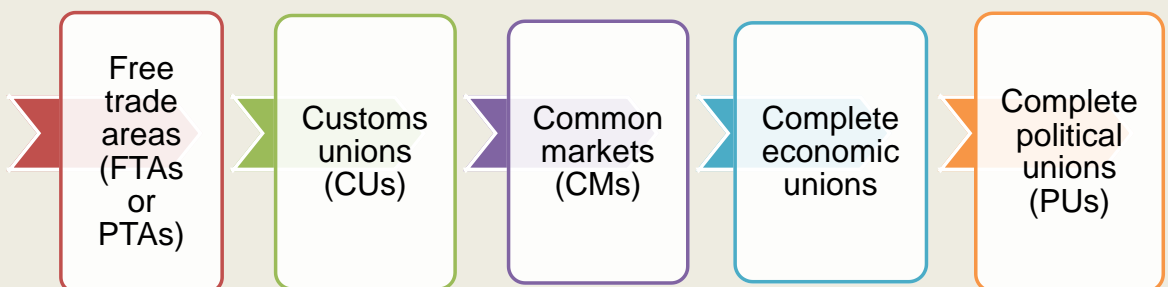 Free
trade
areas
(FTAs
or
PTAs)
Customs
unions
(CUs)
Common
markets
(CMs)
Complete
economic
unions
Complete
political
unions
(PUs)